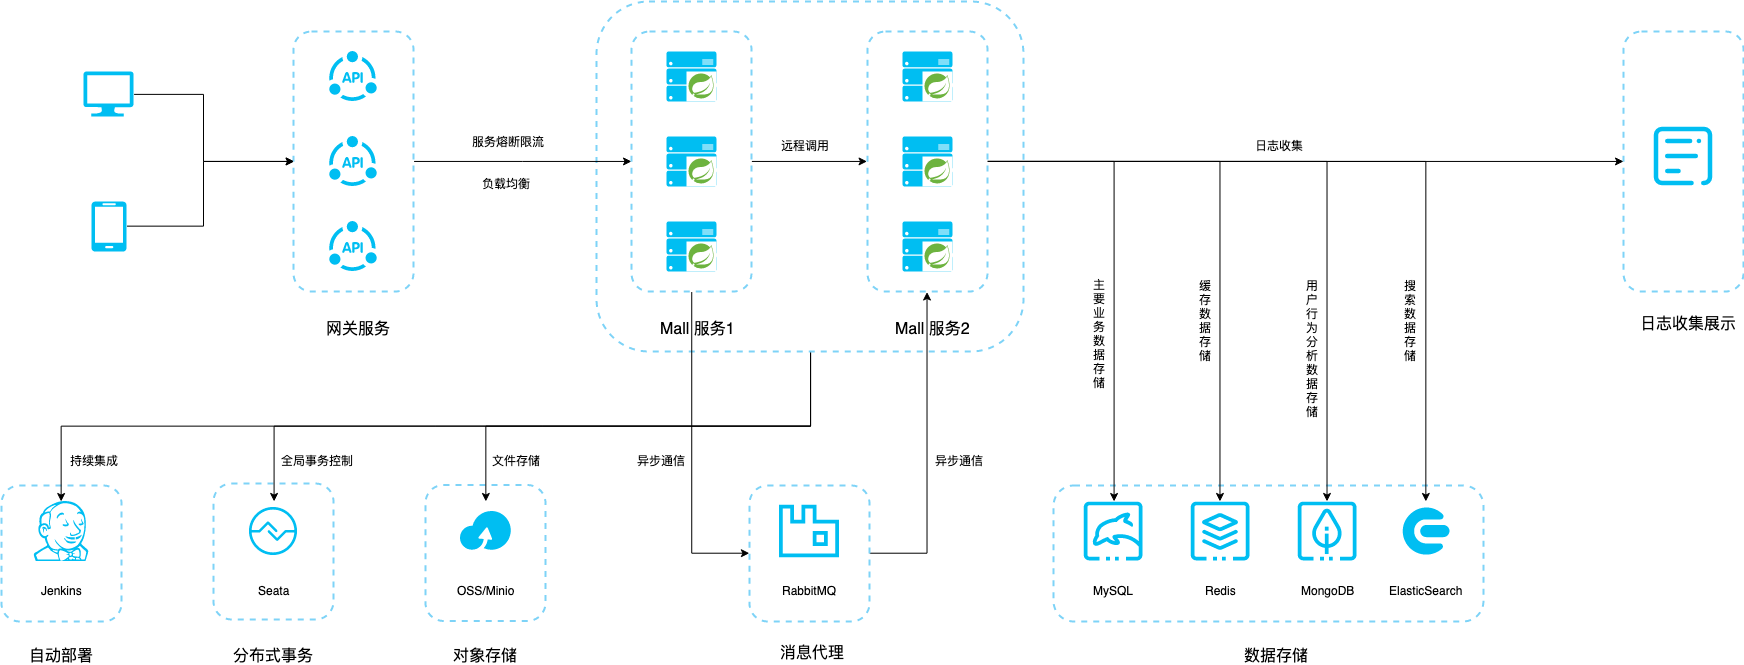 API
API
API
网关服务
服务熔断限流
负载均衡
Mall 服务1
远程调用
Mall 服务2
日志收集
日志收集展示
主要业务数据存储
缓存数据存储
用户行为分析数据存储
搜索数据存储
持续集成
全局事务控制
文件存储
异步通信
异步通信
Jenkins
Seata
OSS/Minio
RabbitMQ
MySQL
Redis
MongoDB
ElasticSearch
自动部署
分布式事务
对象存储
消息代理
数据存储